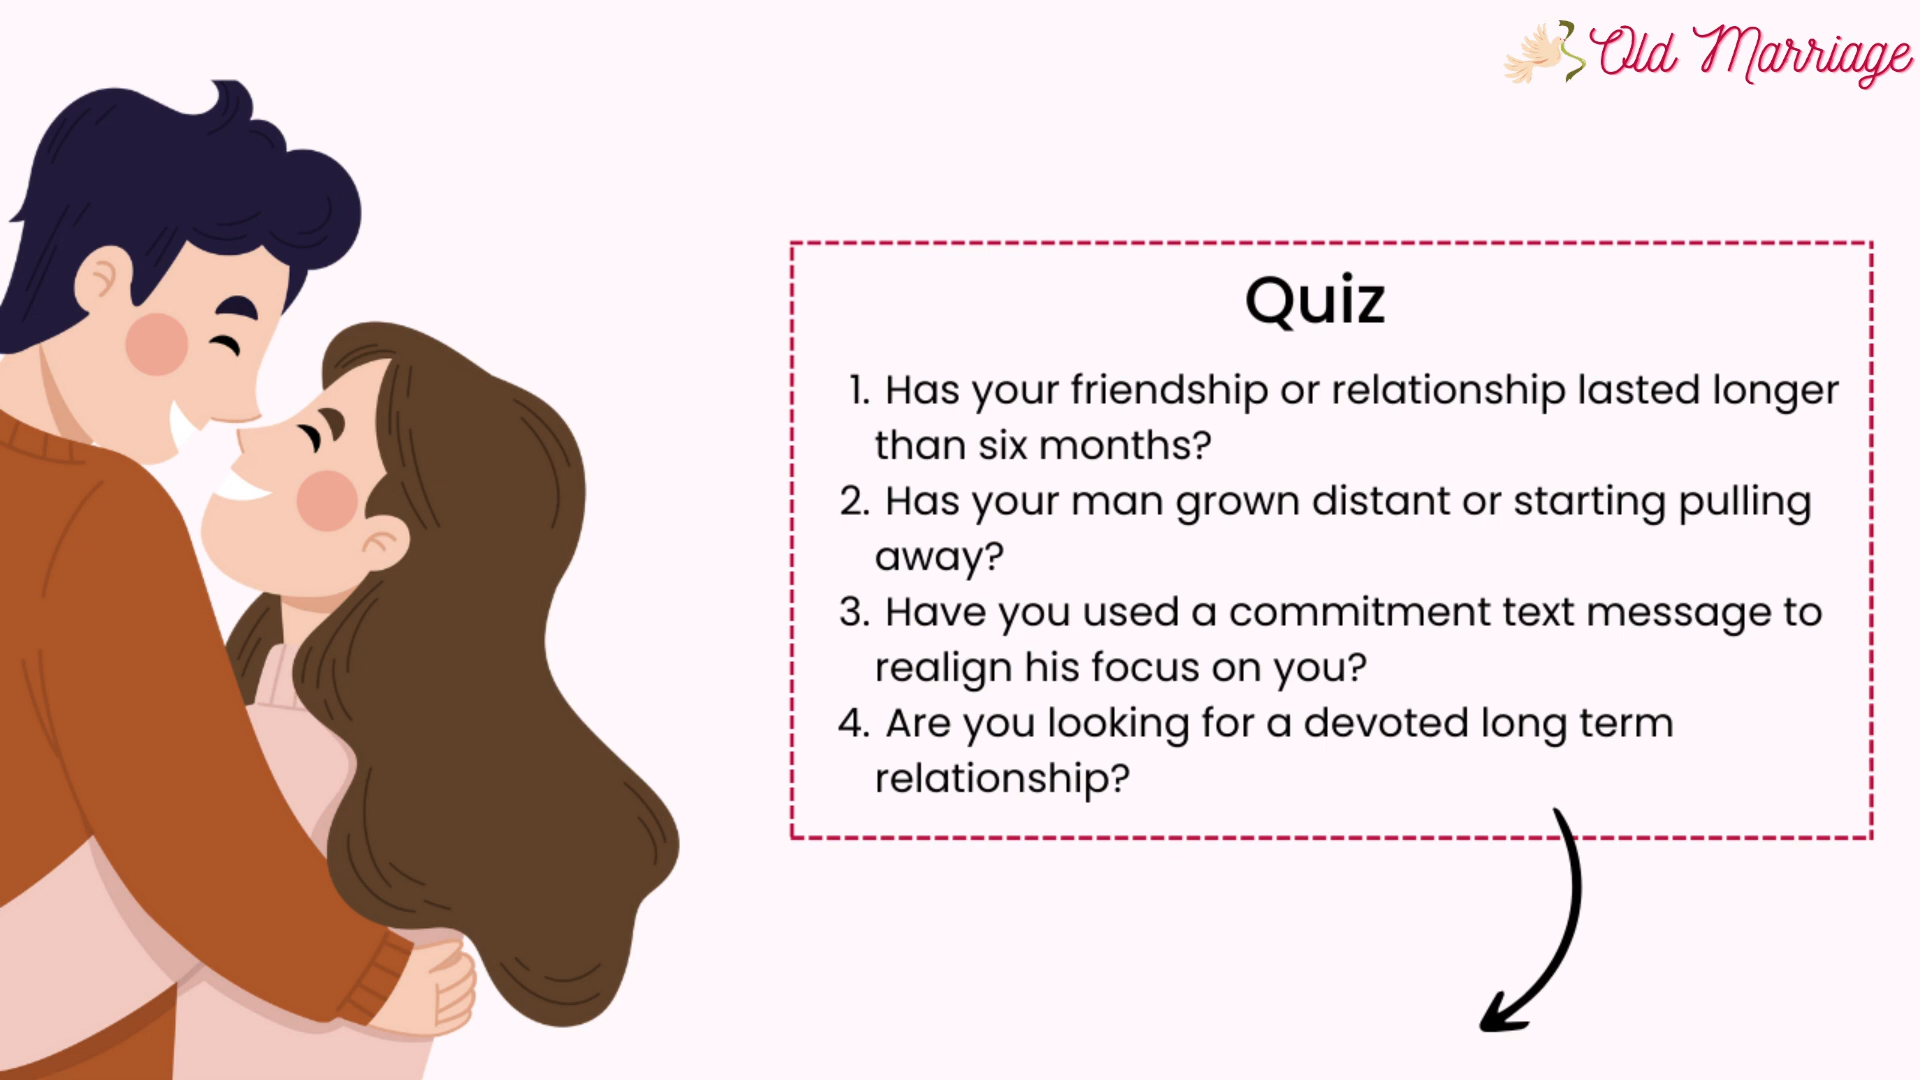 Old Marriage
Quiz
1. Has your friendship or relationship lasted longer
than six months?
2. Has your man grown distant or starting pulling
away?
3. Have you used a commitment text message to
realign his focus on you?
4. Are you looking for a devoted long term
relationship?